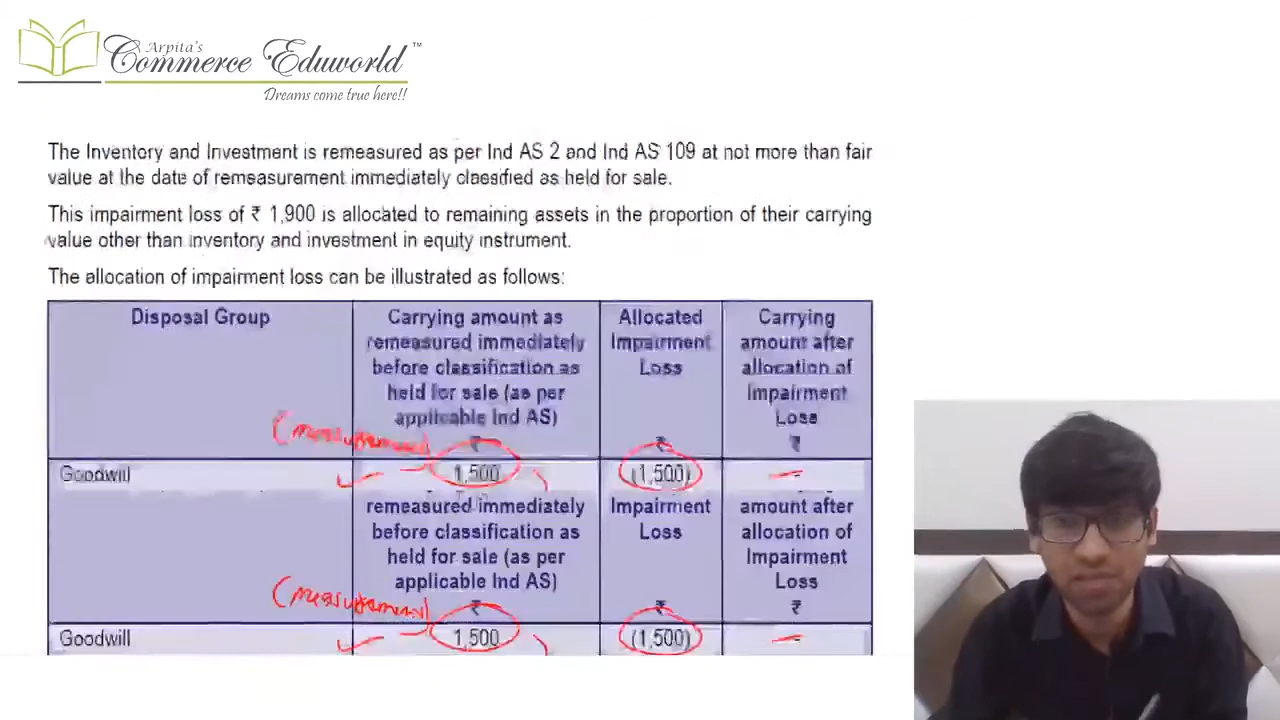 Arpita's
Commerce Eduworld™
Dreams come true here!!
The Inventory and Investment is remeasured as per Ind AS 2 and Ind AS 109 at not more than fair
value at the date of remeasurement immediately classified as held for sale.
This impairment loss of ₹ 1,900 is allocated to remaining assets in the proportion of their carrying
value other than inventory and investment in equity instrument.
The allocation of impairment loss can be illustrated as follows:
Disposal Group
Carrying amount as
remeasured immediately
before classification as
held for sale (as per
applicable Ind AS)
₹
Allocated
Impairment
Loss
₹
Carrying
amount after
allocation of
Impairment
Loss
₹
(measurement)
Goodwill 1,500 (1,500) -
remeasured immediately
before classification as
held for sale (as per
applicable Ind AS)
₹
Impairment
Loss
₹
amount after
allocation of
Impairment
Loss
₹
(measurement)
Goodwill 1,500 (1,500) -